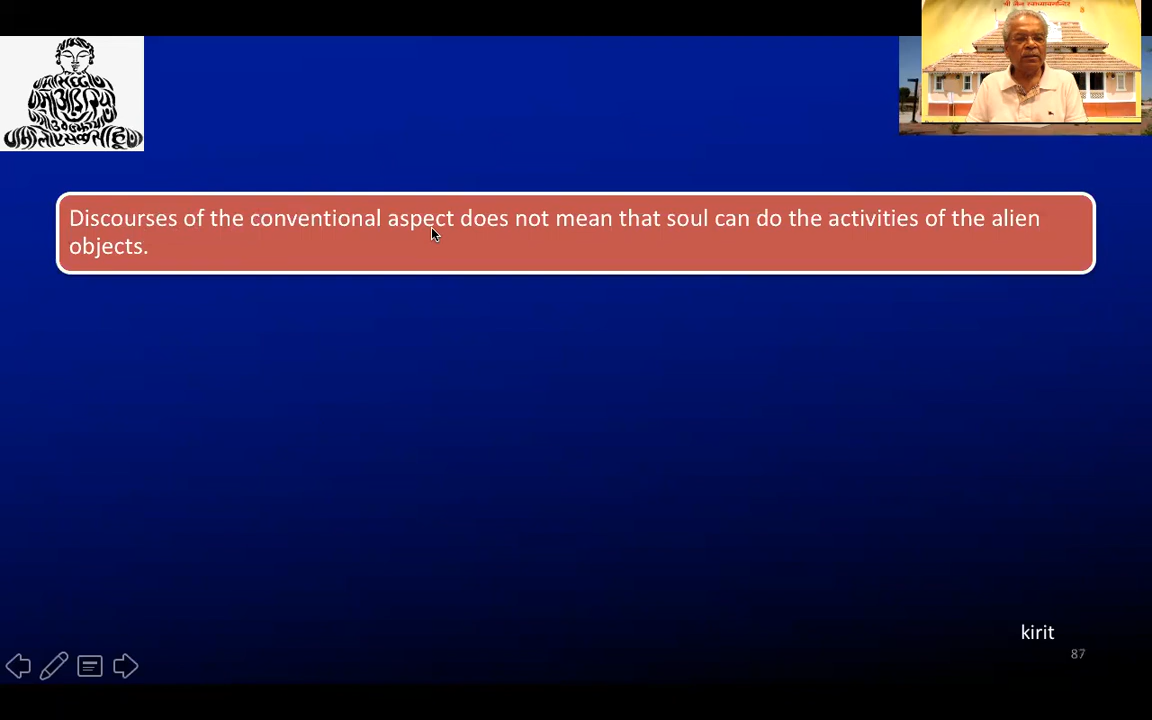 Discourses of the conventional aspect does not mean that soul can do the activities of the alien
objects.
kirit
87